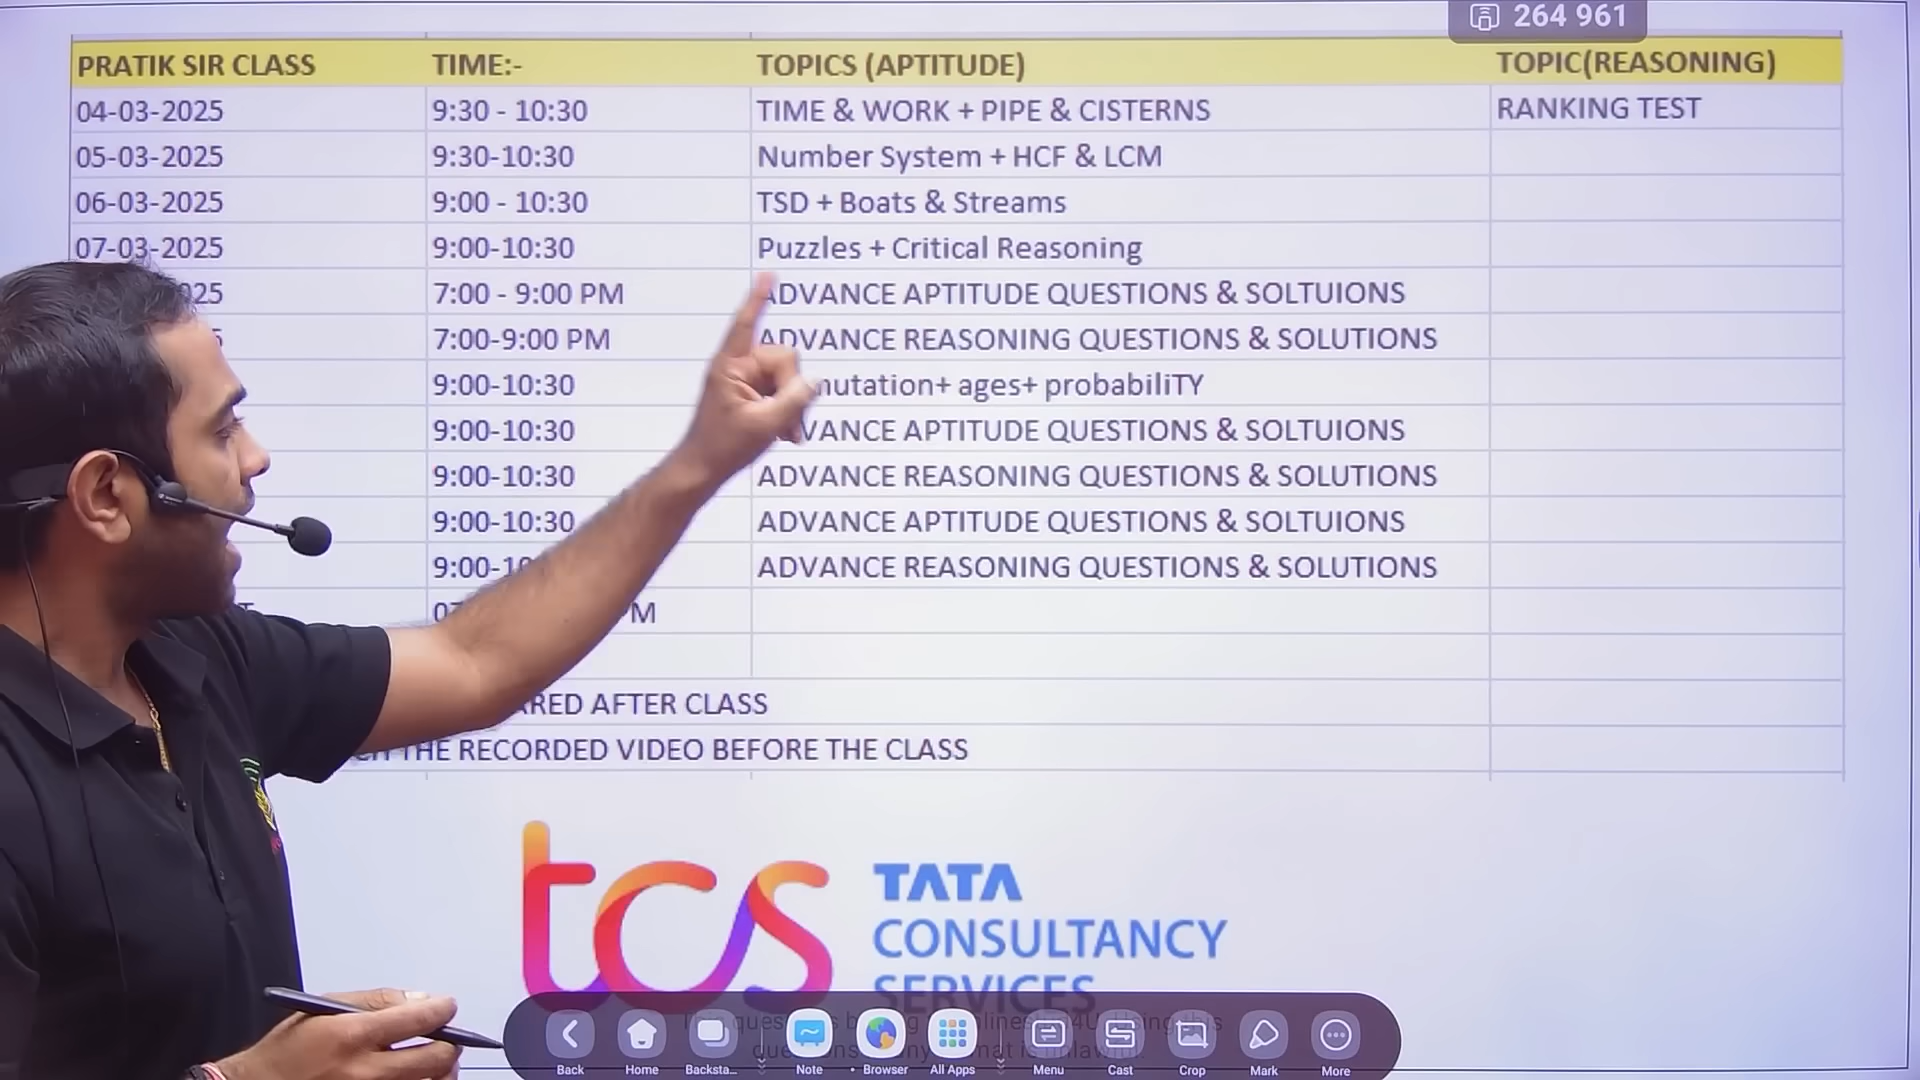 264 961
PRATIK SIR CLASS TIME:- TOPICS (APTITUDE) TOPIC(REASONING)
04-03-2025 9:30 - 10:30 TIME & WORK + PIPE & CISTERNS RANKING TEST
05-03-2025 9:30-10:30 Number System + HCF & LCM
06-03-2025 9:00 - 10:30 TSD + Boats & Streams
07-03-2025 9:00-10:30 Puzzles + Critical Reasoning
7:00 - 9:00 PM ADVANCE APTITUDE QUESTIONS & SOLTUIONS
7:00-9:00 PM ADVANCE REASONING QUESTIONS & SOLUTIONS
9:00-10:30 ages+ probabiliTY
9:00-10:30 ADVANCE APTITUDE QUESTIONS & SOLTUIONS
9:00-10:30 ADVANCE REASONING QUESTIONS & SOLUTIONS
9:00-10:30 ADVANCE APTITUDE QUESTIONS & SOLTUIONS
ADVANCE REASONING QUESTIONS & SOLUTIONS
AFTER CLASS
THE RECORDED VIDEO BEFORE THE CLASS
tcs TATA
CONSULTANCY
SERVICES
Back Home Backsta... Note Browser All Apps Menu Cast Crop Mark More